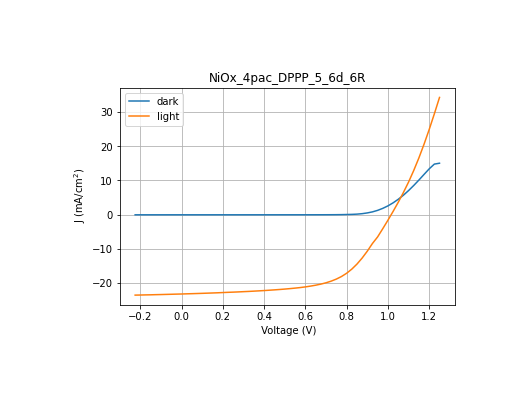 NiOx_4pac_DPPP_5_6d_6R
dark
light
30
20
10
0
−10
−20
J (mA/cm²)
−0.2 0.0 0.2 0.4 0.6 0.8 1.0 1.2
Voltage (V)